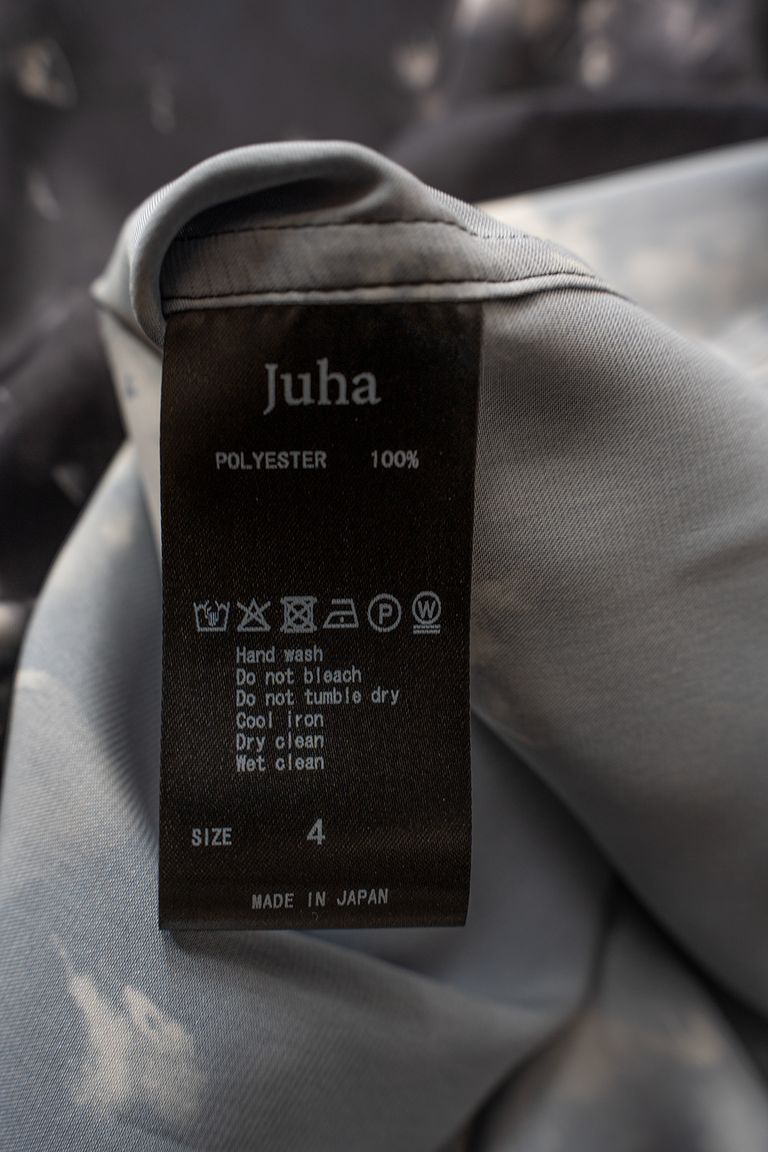 Juha
POLYESTER 100%
P W
Hand wash
Do not bleach
Do not tumble dry
Cool iron
Dry clean
Wet clean
SIZE 4
MADE IN JAPAN